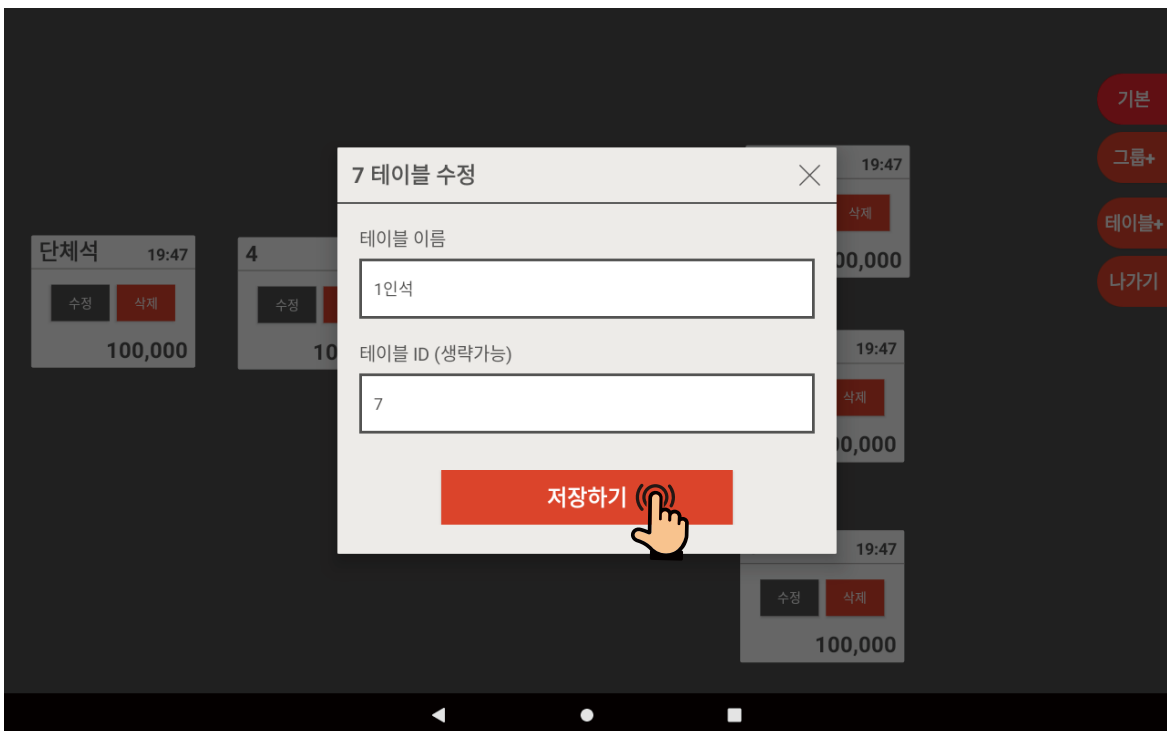 기본
그룹+
테이블+
나가기
7 테이블 수정
테이블 이름
1인석
테이블 ID (생략가능)
7
저장하기
단체석 19:47
수정 삭제
100,000
4
수정
10
19:47
삭제
00,000
19:47
삭제
0,000
19:47
수정 삭제
100,000